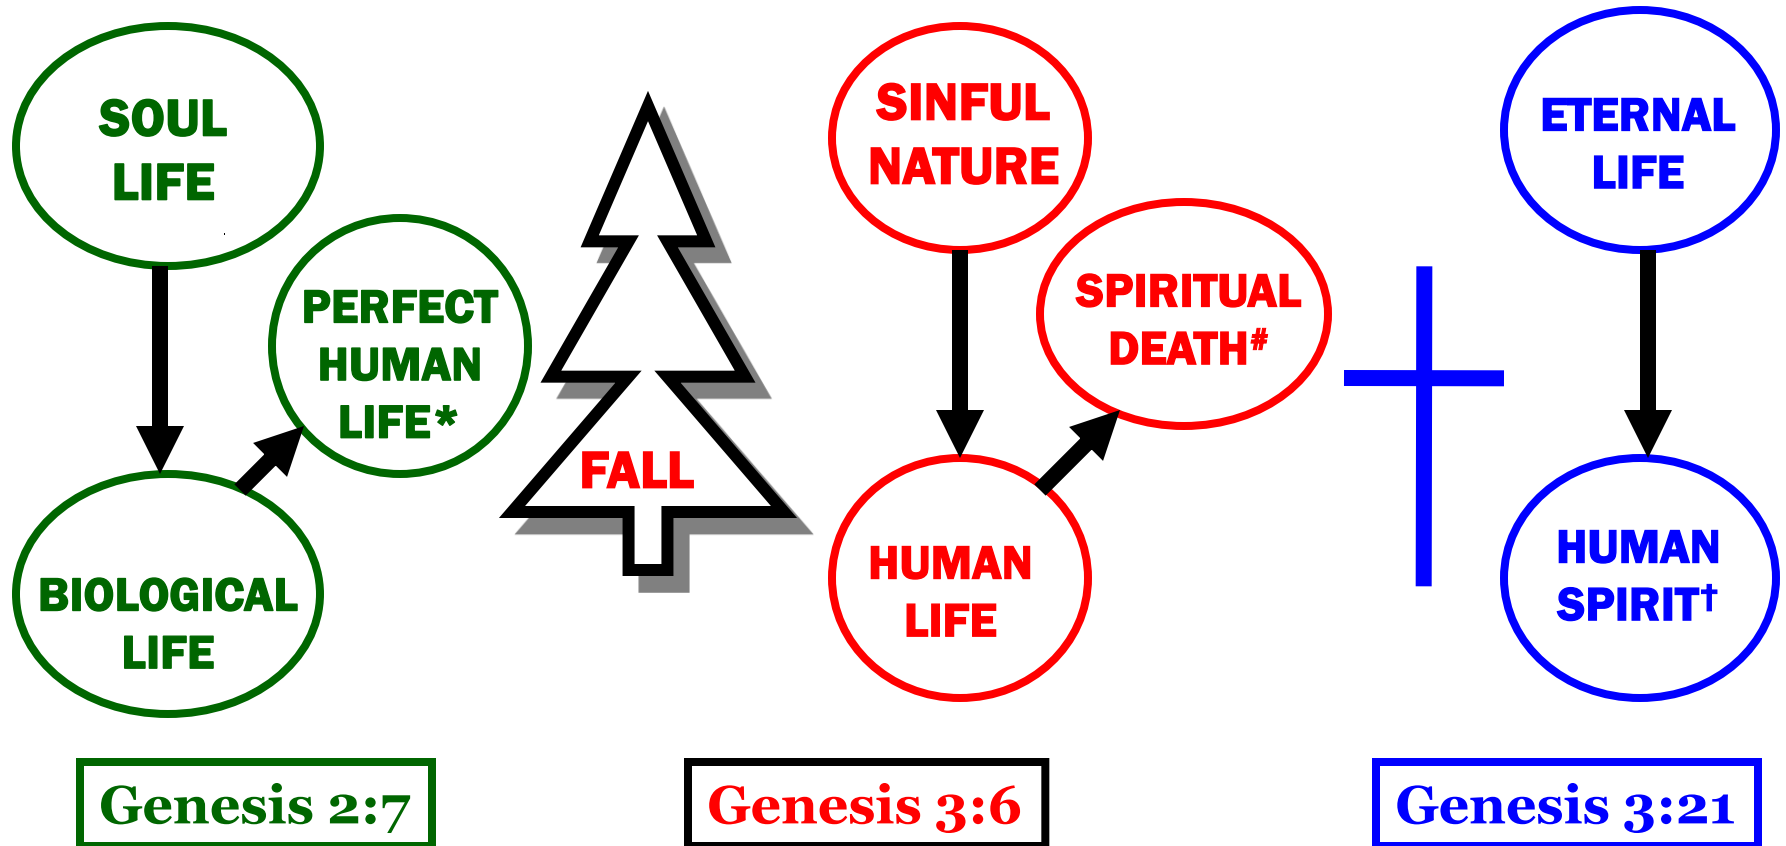 SOUL
LIFE
BIOLOGICAL
LIFE
PERFECT
HUMAN
LIFE*
FALL
SINFUL
NATURE
HUMAN
LIFE
SPIRITUAL
DEATH#
ETERNAL
LIFE
HUMAN
SPIRIT†
Genesis 2:7
Genesis 3:6
Genesis 3:21